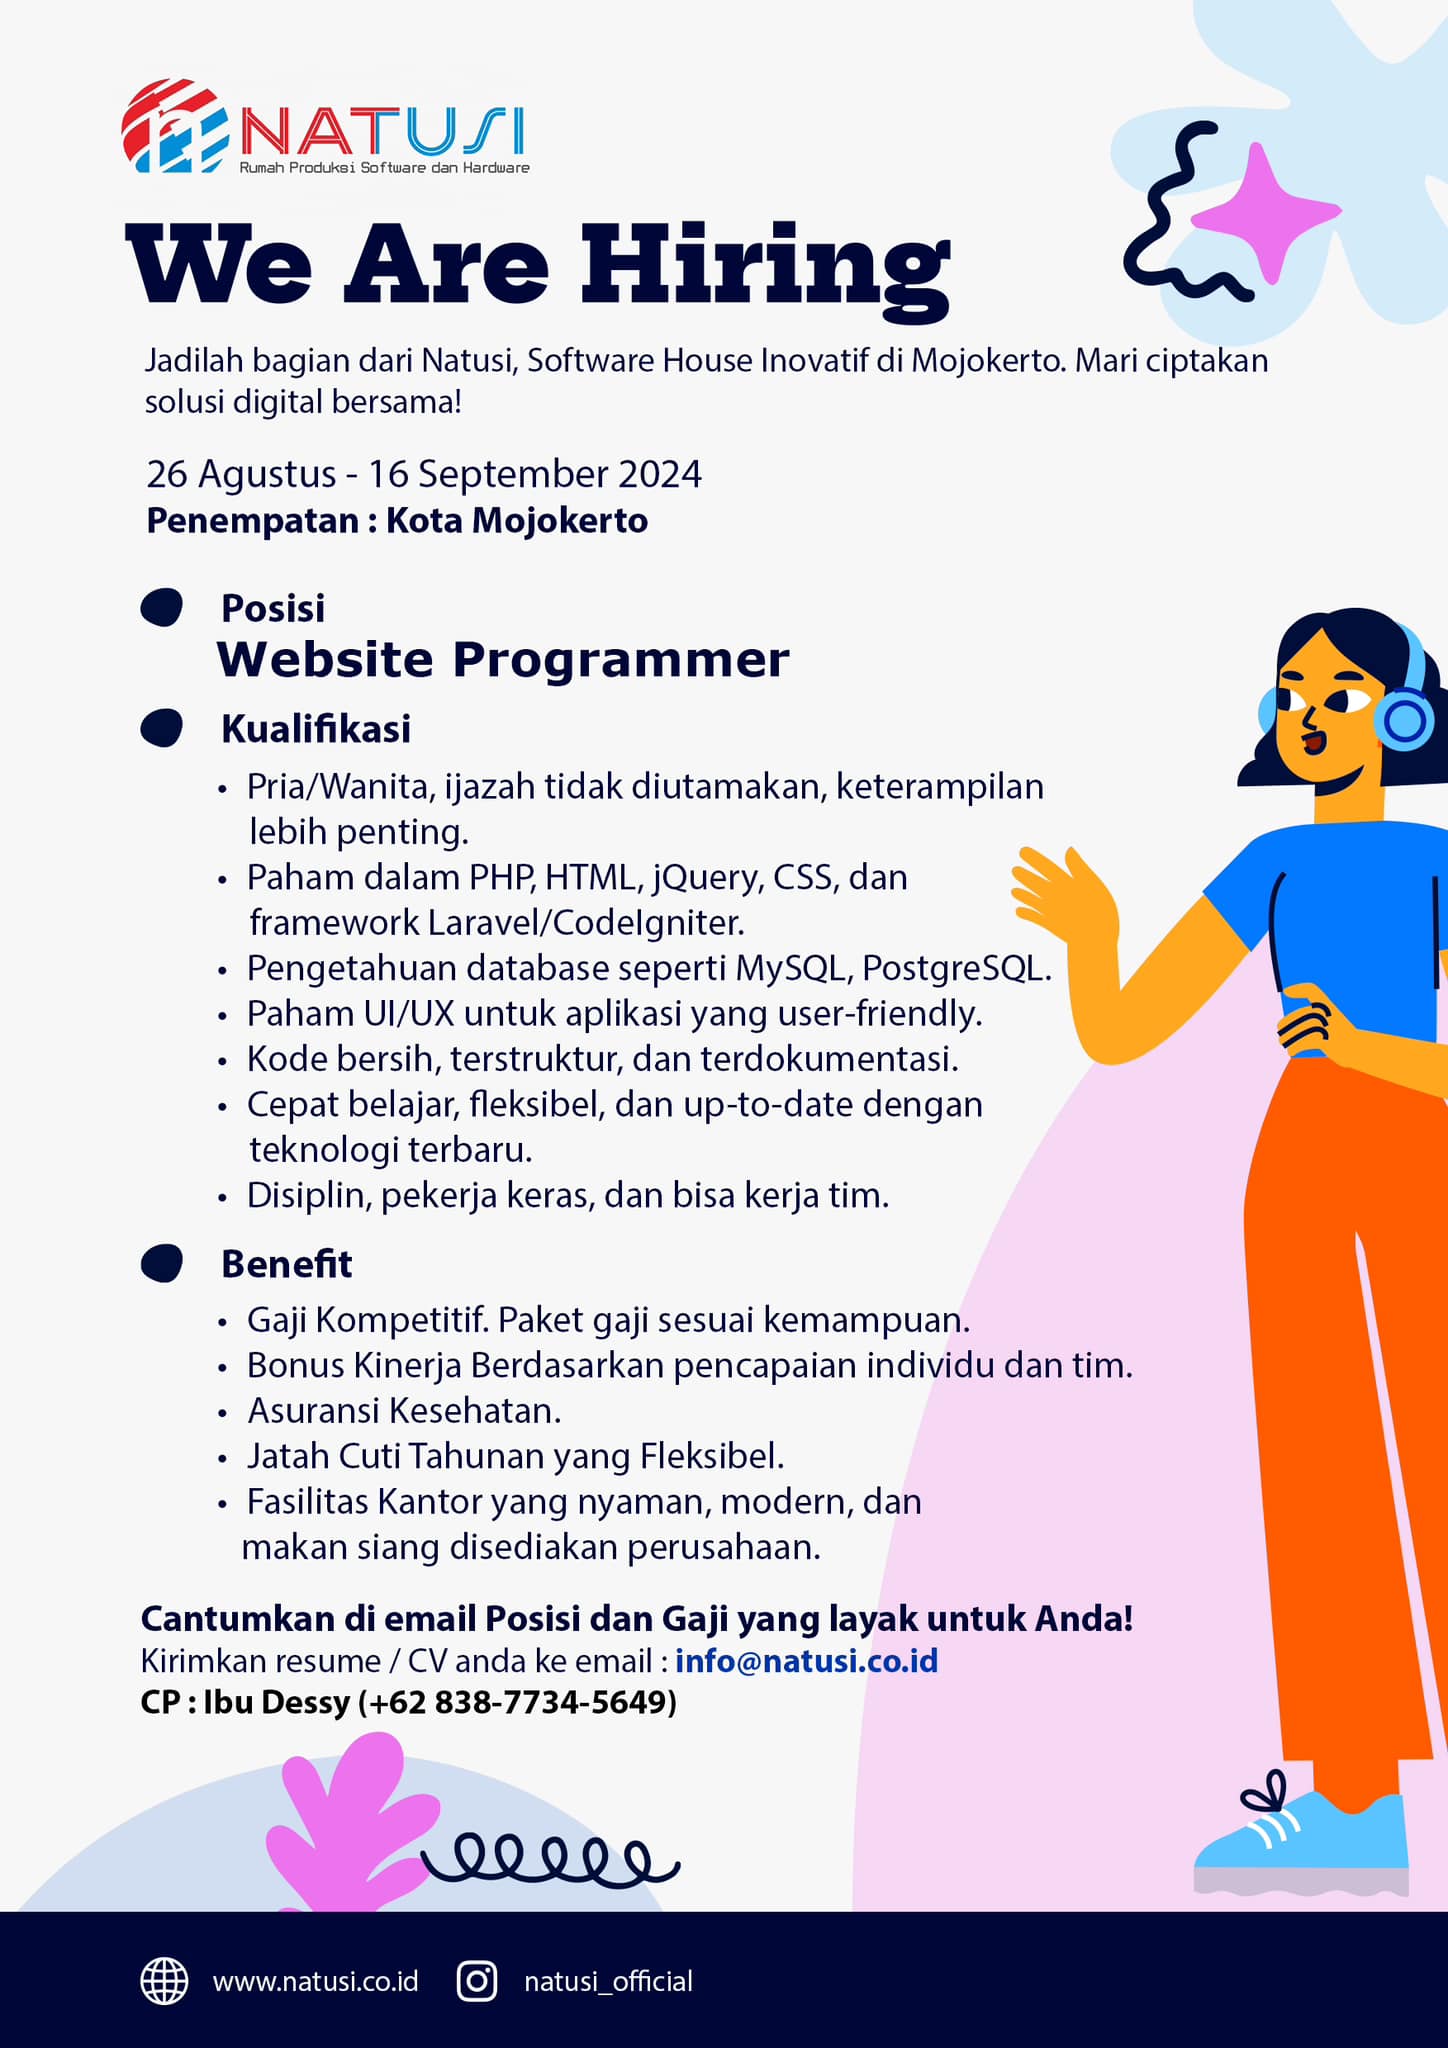 NATUSI
Rumah Produksi Software dan Hardware
We Are Hiring
Jadilah bagian dari Natusi, Software House Inovatif di Mojokerto. Mari ciptakan
solusi digital bersama!
26 Agustus - 16 September 2024
Penempatan : Kota Mojokerto
Posisi
Website Programmer
Kualifikasi
• Pria/Wanita, ijazah tidak diutamakan, keterampilan
lebih penting.
• Paham dalam PHP, HTML, jQuery, CSS, dan
framework Laravel/CodeIgniter.
• Pengetahuan database seperti MySQL, PostgreSQL.
• Paham UI/UX untuk aplikasi yang user-friendly.
• Kode bersih, terstruktur, dan terdokumentasi.
• Cepat belajar, fleksibel, dan up-to-date dengan
teknologi terbaru.
• Disiplin, pekerja keras, dan bisa kerja tim.
Benefit
• Gaji Kompetitif. Paket gaji sesuai kemampuan.
• Bonus Kinerja Berdasarkan pencapaian individu dan tim.
• Asuransi Kesehatan.
• Jatah Cuti Tahunan yang Fleksibel.
• Fasilitas Kantor yang nyaman, modern, dan
makan siang disediakan perusahaan.
Cantumkan di email Posisi dan Gaji yang layak untuk Anda!
Kirimkan resume / CV anda ke email : info@natusi.co.id
CP : Ibu Dessy (+62 838-7734-5649)
www.natusi.co.id natusi_official